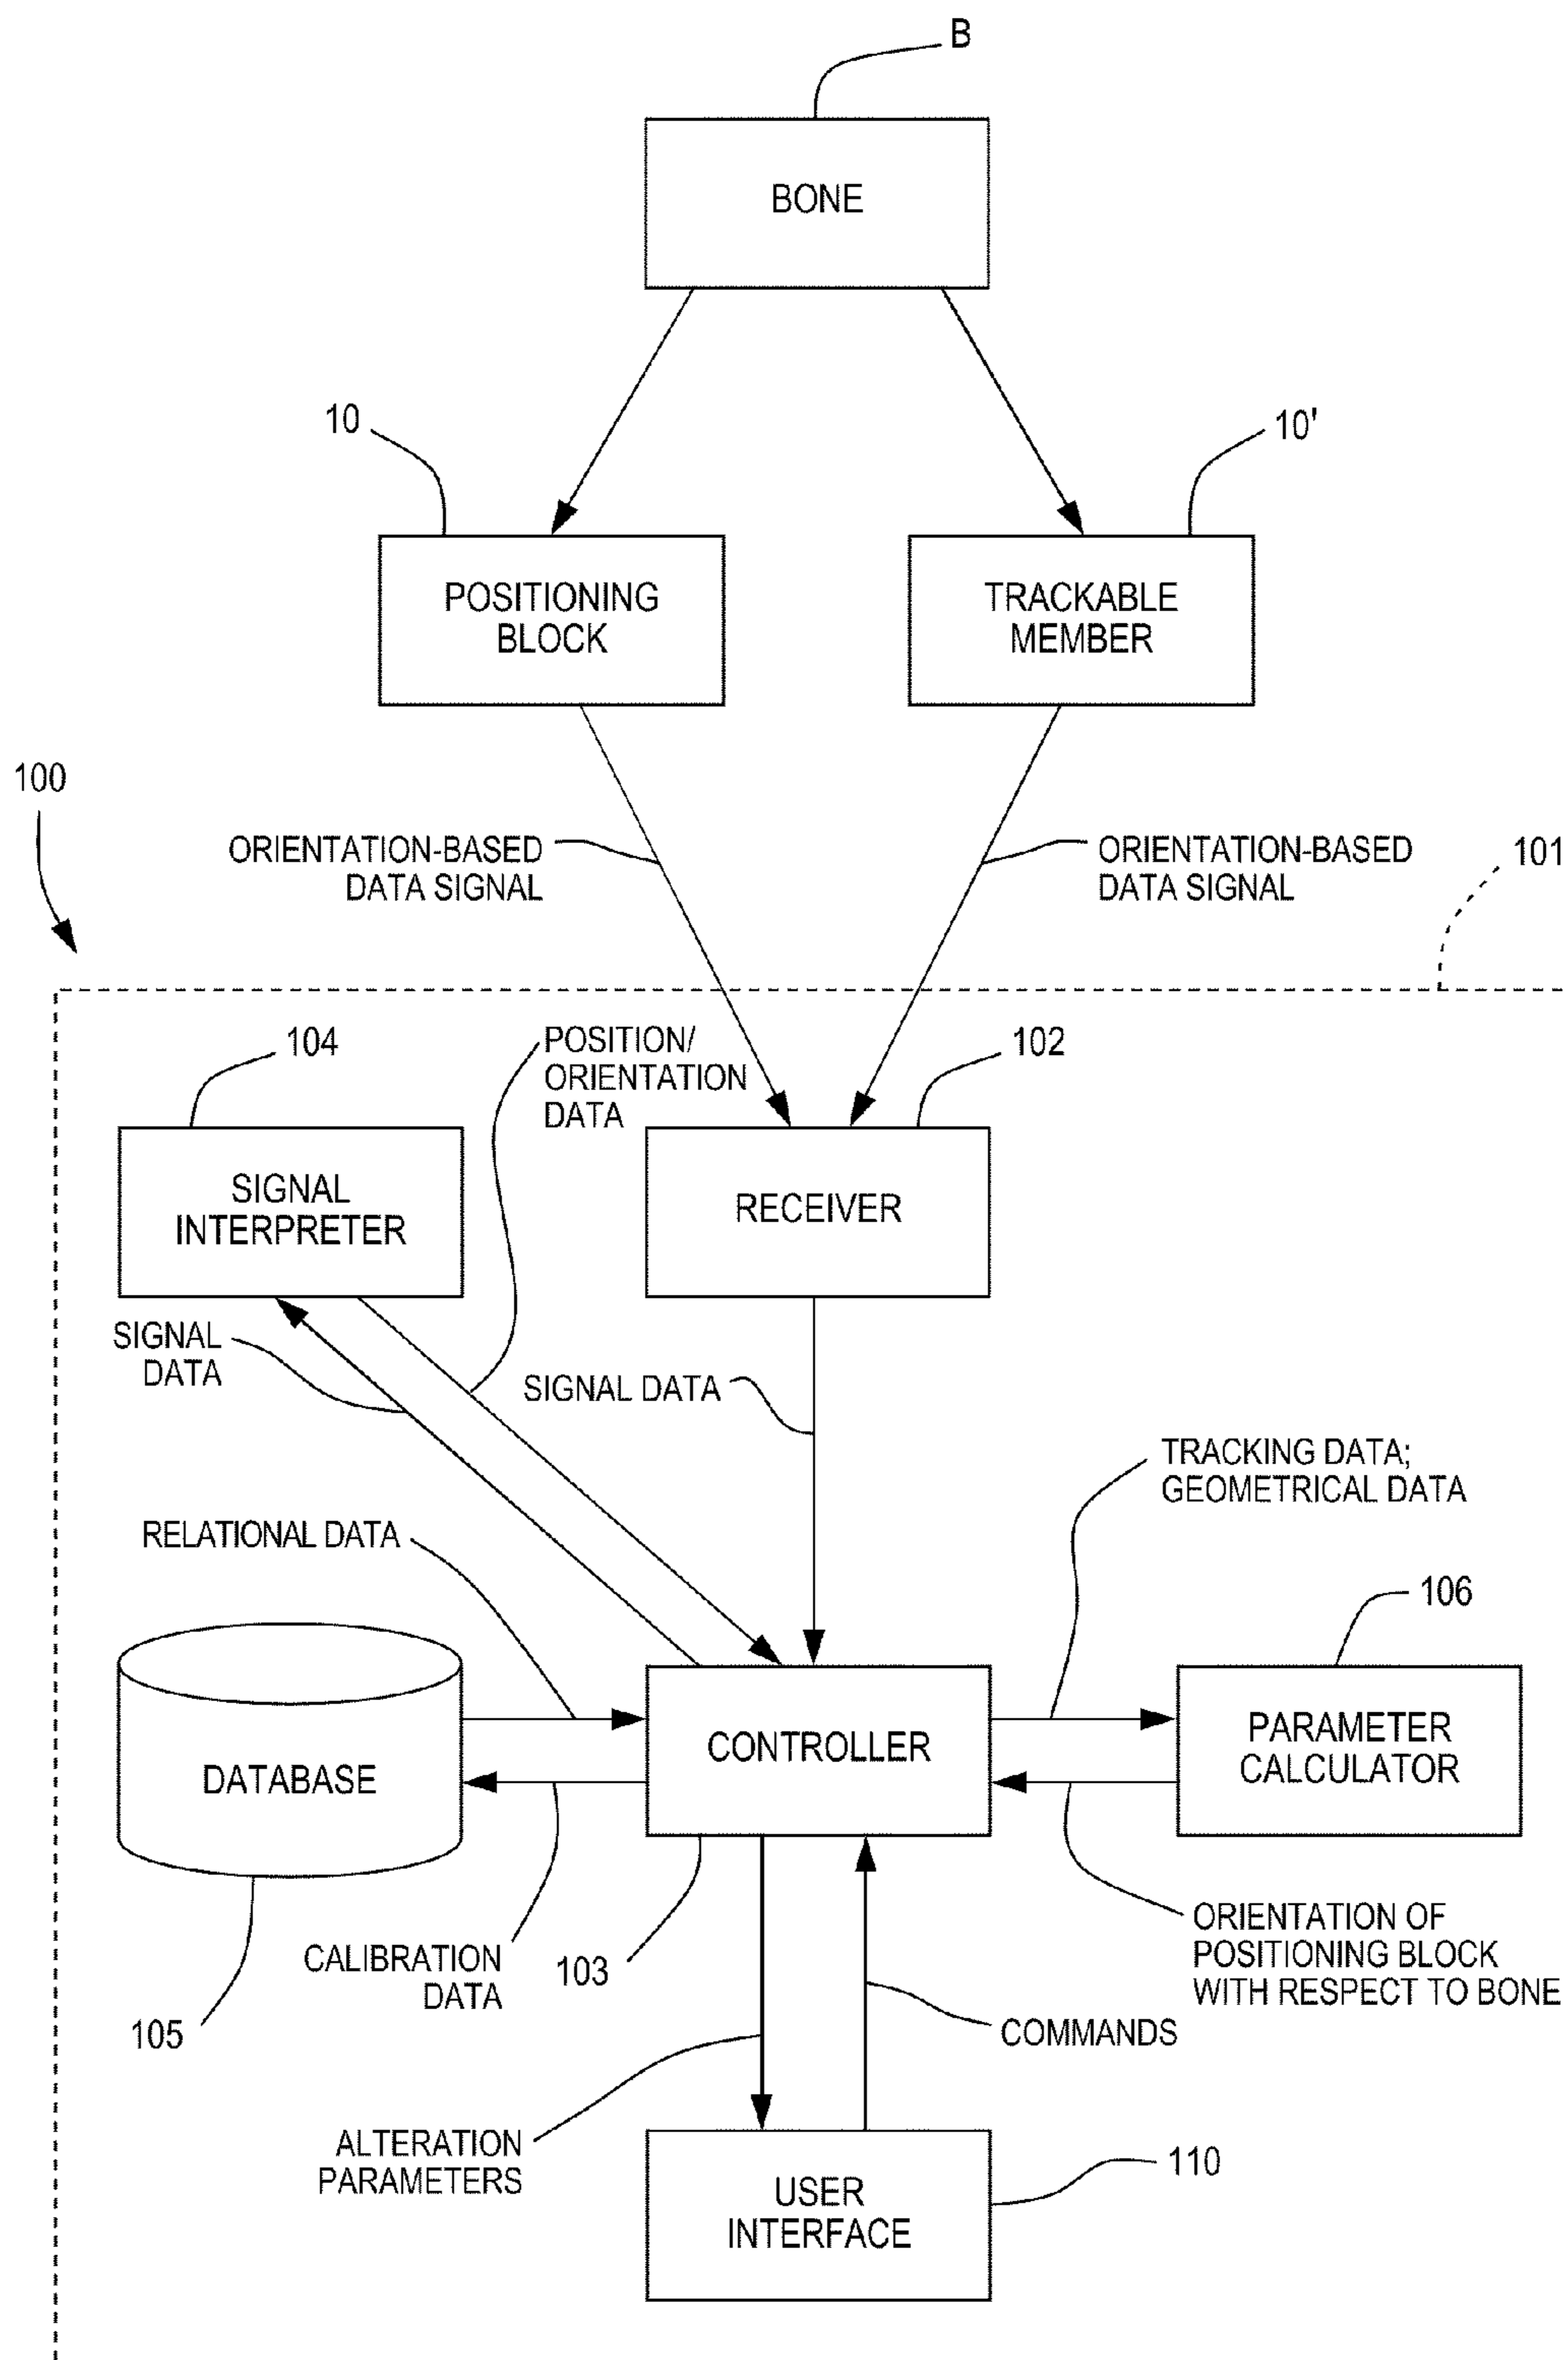 B
BONE
10
10'
POSITIONING
BLOCK
TRACKABLE
MEMBER
100
ORIENTATION-BASED
DATA SIGNAL
ORIENTATION-BASED
DATA SIGNAL
101
104
POSITION/
ORIENTATION
DATA
102
SIGNAL
INTERPRETER
RECEIVER
SIGNAL
DATA
SIGNAL DATA
TRACKING DATA;
GEOMETRICAL DATA
RELATIONAL DATA
106
DATABASE
CONTROLLER
PARAMETER
CALCULATOR
CALIBRATION
DATA
103
ORIENTATION OF
POSITIONING BLOCK
WITH RESPECT TO BONE
105
COMMANDS
ALTERATION
PARAMETERS
110
USER
INTERFACE